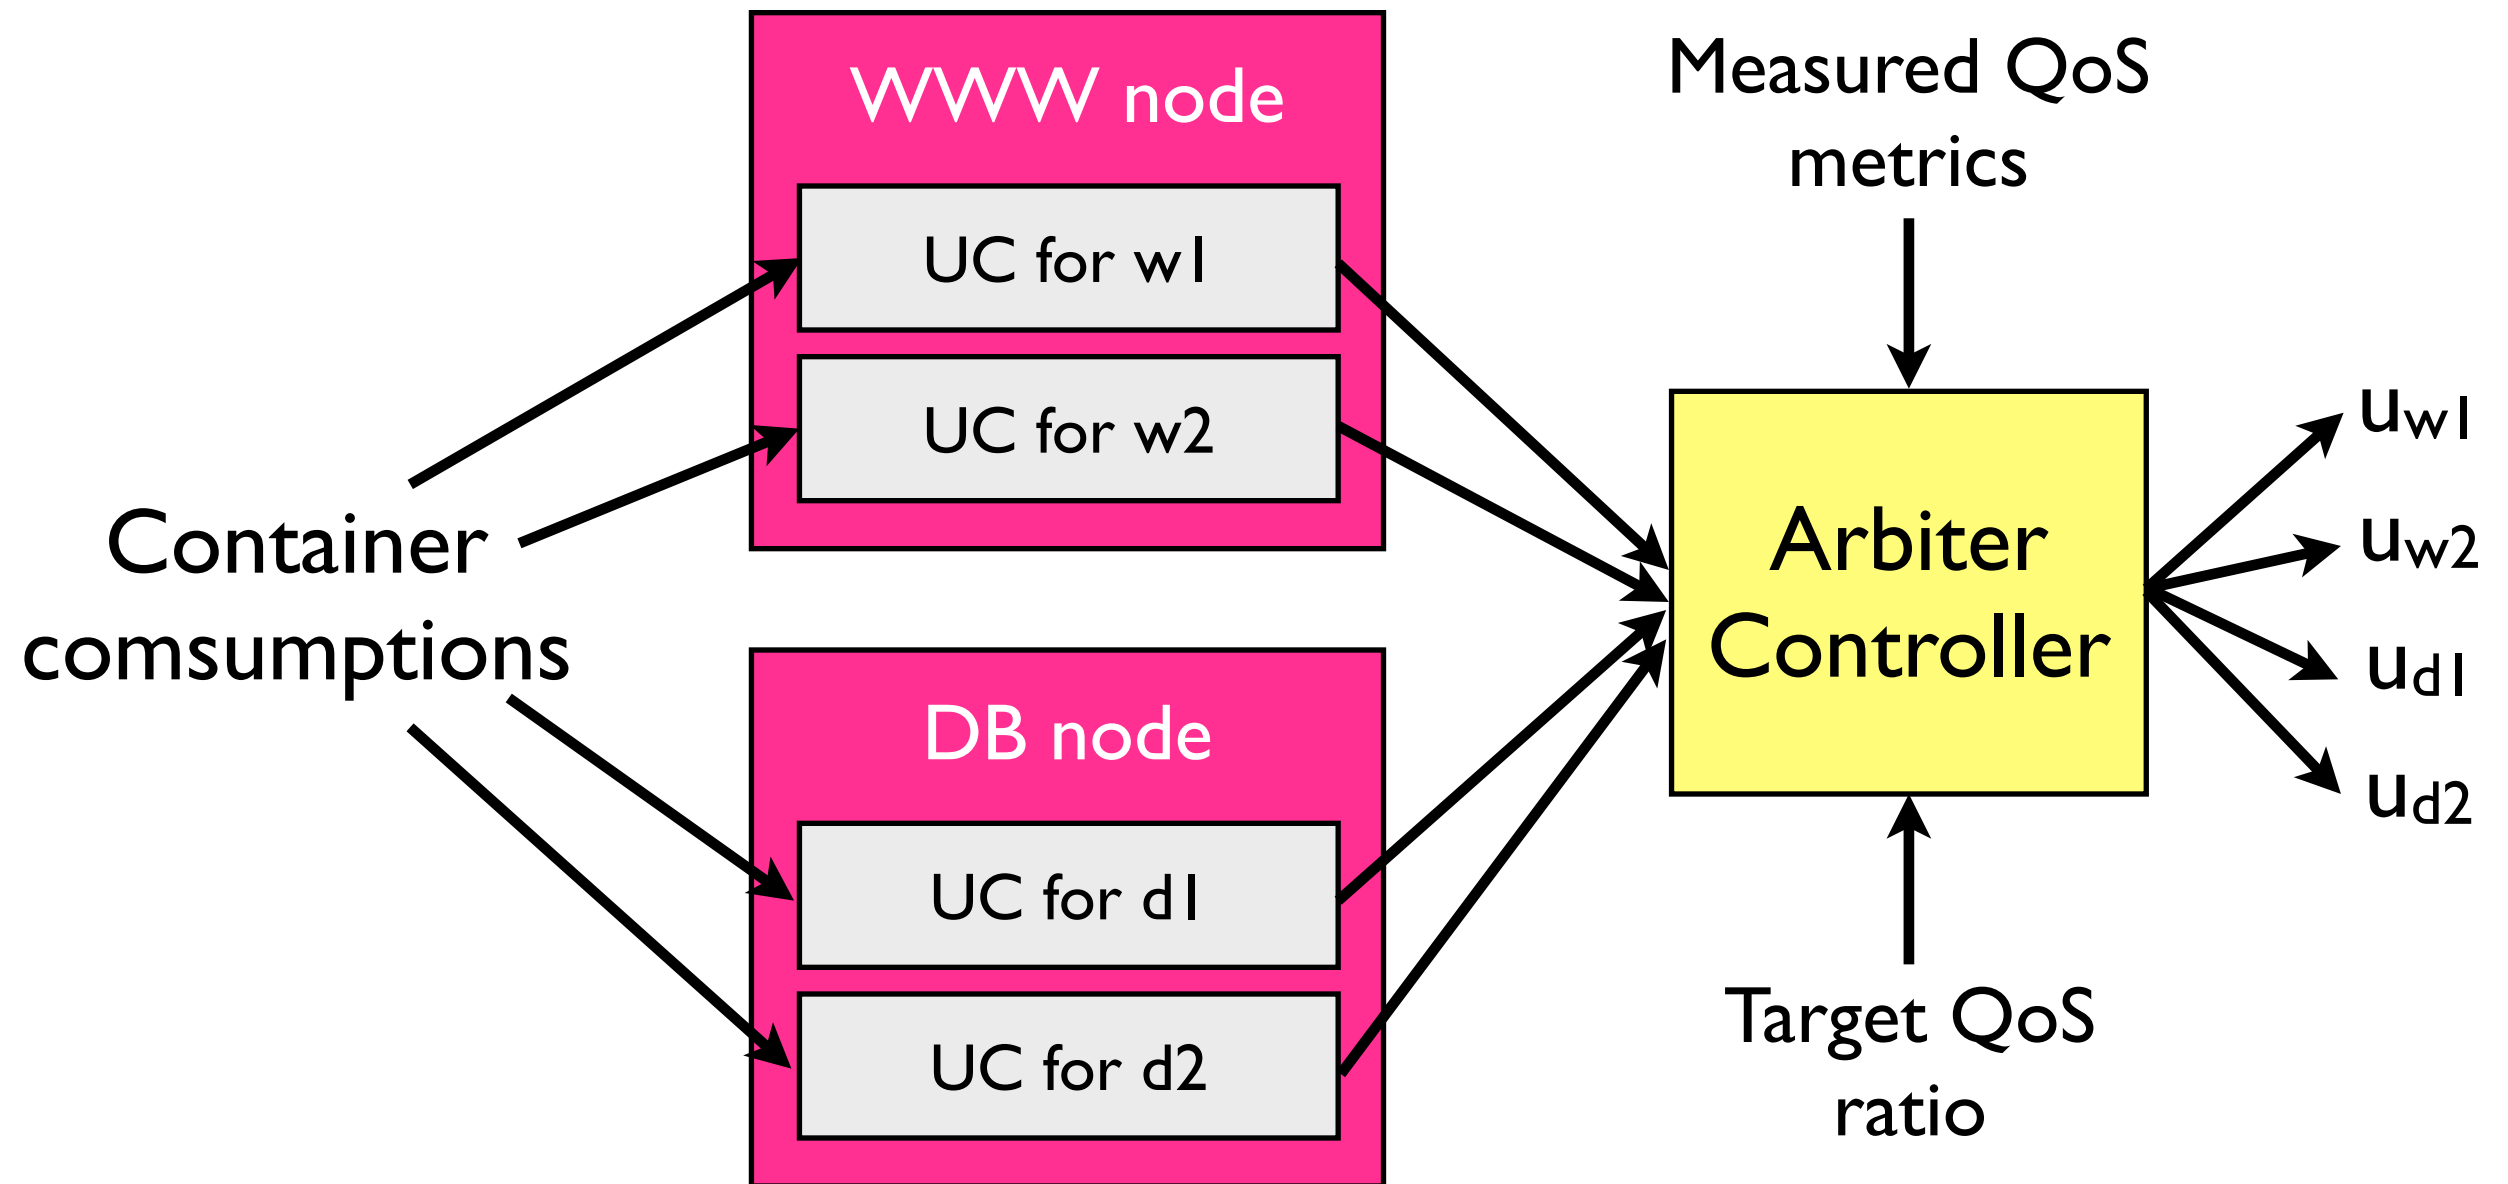 Container
comsumptions
WWW node
UC for w1
UC for w2
DB node
UC for d1
UC for d2
Measured QoS
metrics
Arbiter
Controller
Target QoS
ratio
uw1
uw2
ud1
ud2